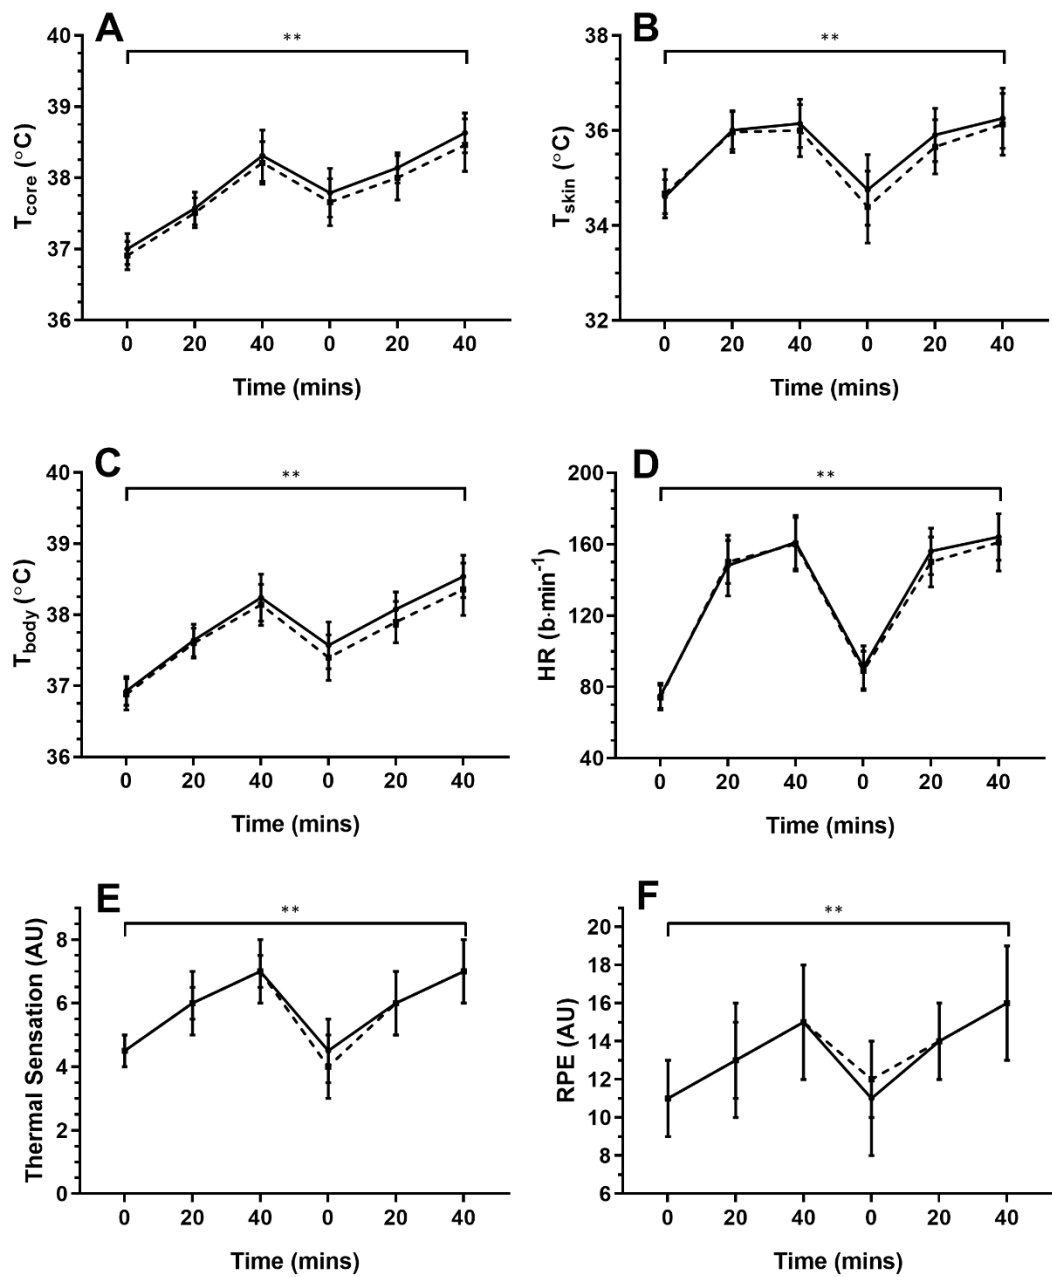 A
**
40
39
38
37
36
T_core (°C)
0 20 40 0 20 40
Time (mins)
B
**
38
36
34
32
T_skin (°C)
0 20 40 0 20 40
Time (mins)
C
**
40
39
38
37
36
T_body (°C)
0 20 40 0 20 40
Time (mins)
D
**
200
160
120
80
40
HR (b·min⁻¹)
0 20 40 0 20 40
Time (mins)
E
**
8
6
4
2
0
Thermal Sensation (AU)
0 20 40 0 20 40
Time (mins)
F
**
20
18
16
14
12
10
8
6
RPE (AU)
0 20 40 0 20 40
Time (mins)